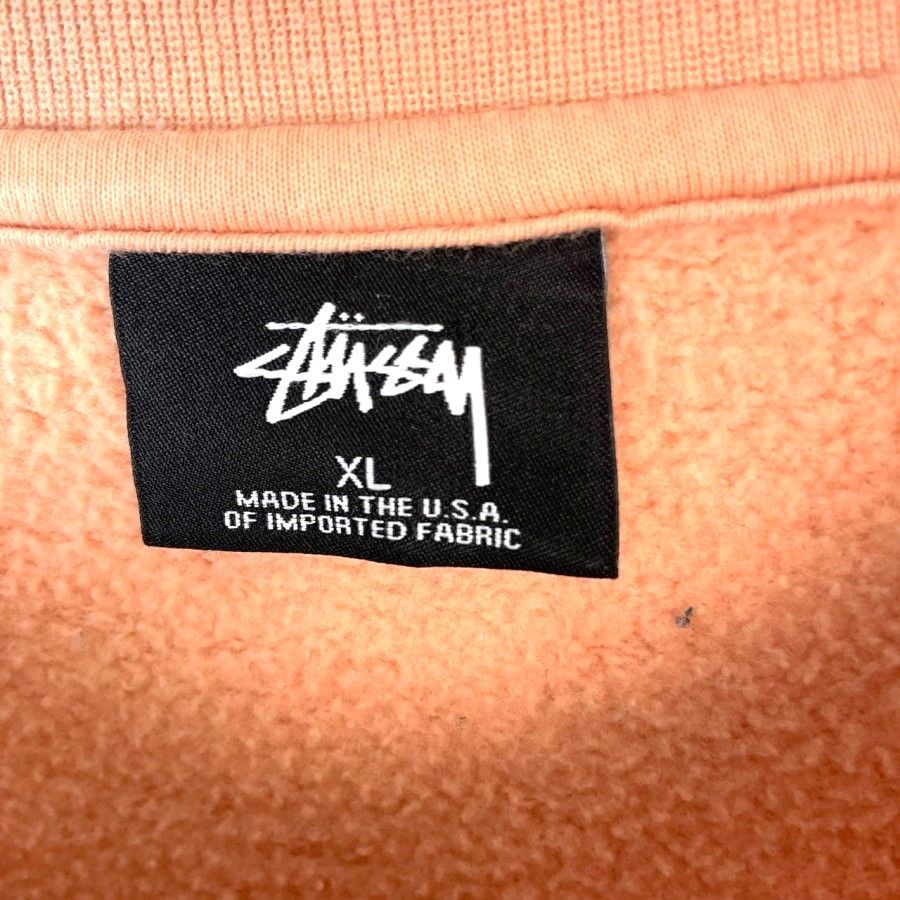 Stüssy
XL
MADE IN THE U.S.A.
OF IMPORTED FABRIC